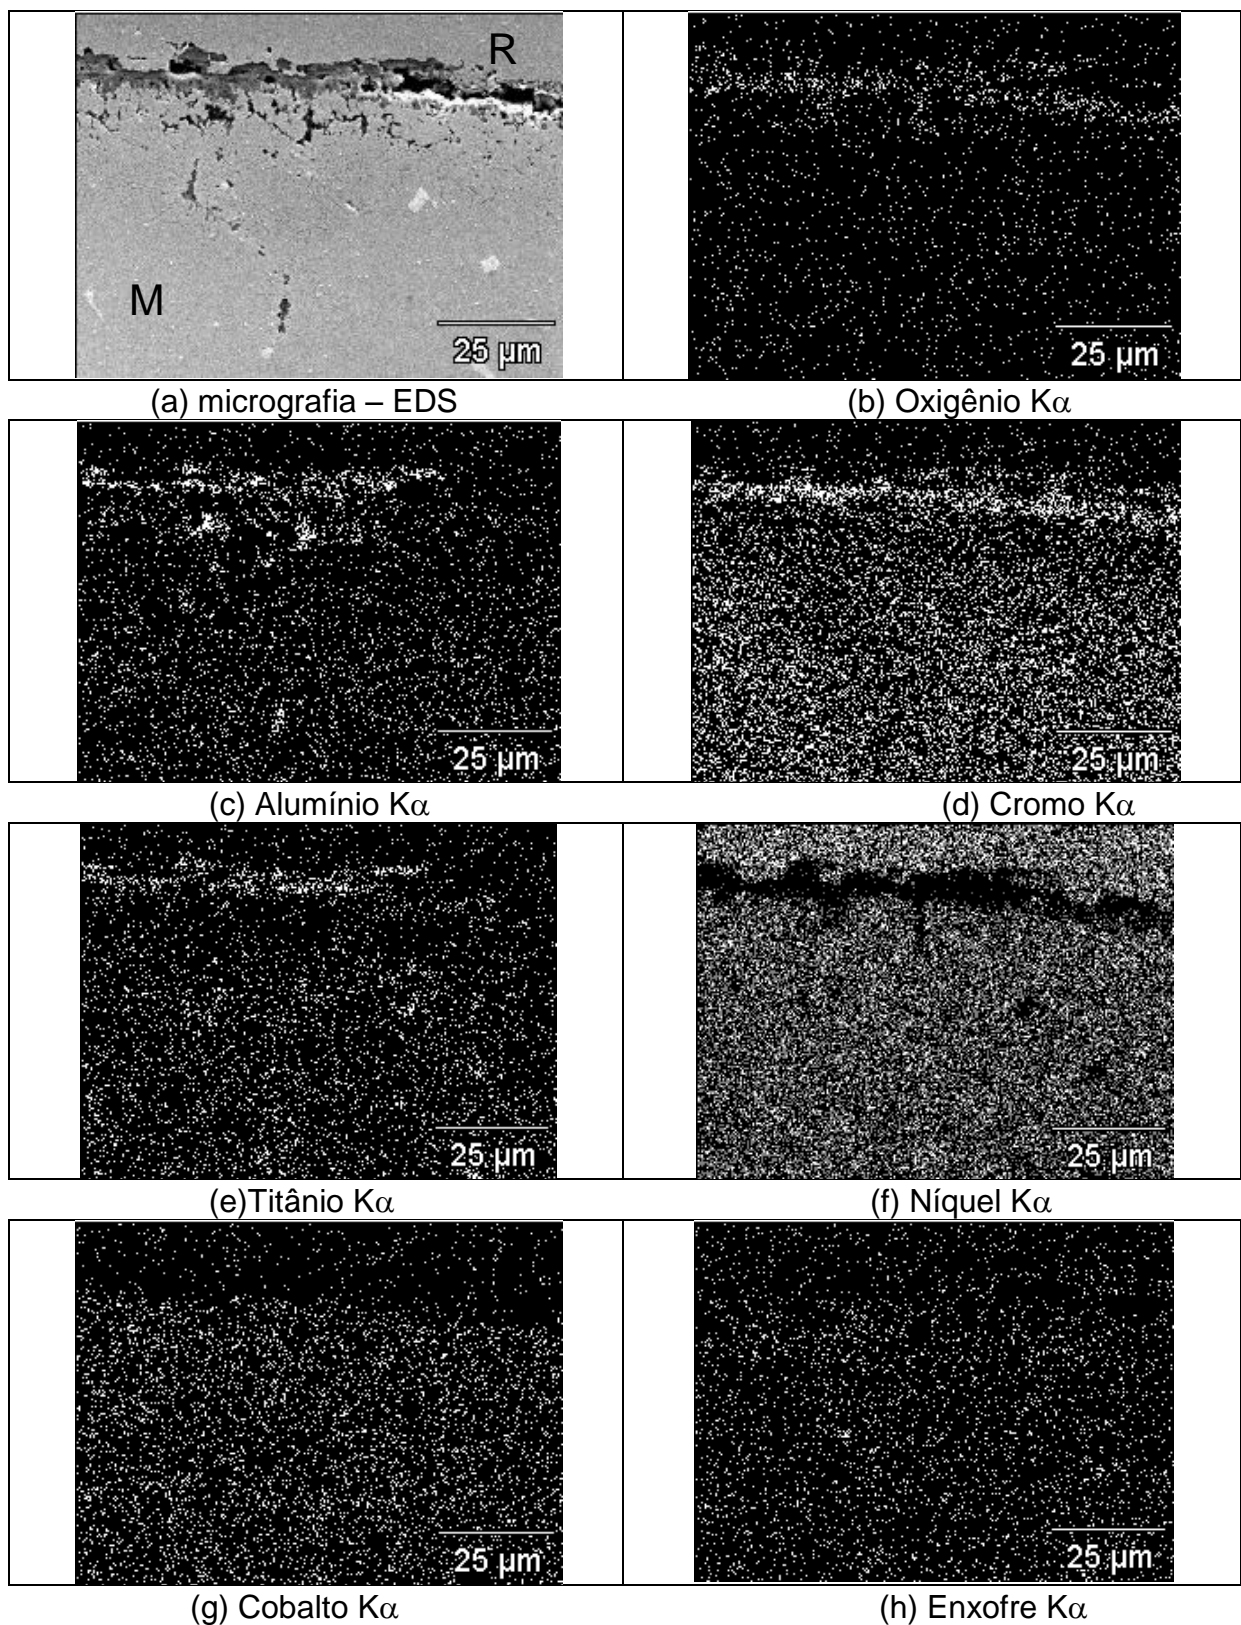 R
M
25 µm
25 µm
(a) micrografia – EDS
(b) Oxigênio Kα
25 µm
25 µm
(c) Alumínio Kα
(d) Cromo Kα
25 µm
25 µm
(e)Titânio Kα
(f) Níquel Kα
25 µm
25 µm
(g) Cobalto Kα
(h) Enxofre Kα